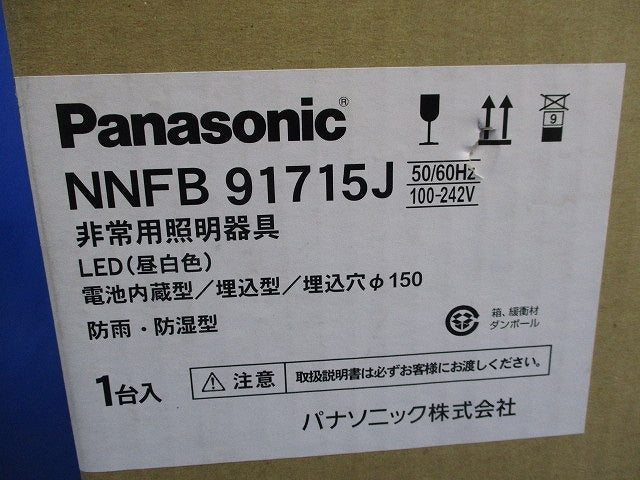 Panasonic®
9
NNFB 91715J 50/60Hz
100-242V
非常用照明器具
LED(昼白色)
電池内蔵型/埋込型/埋込穴φ150
防雨・防湿型
箱、緩衝材
ダンボール
1台入
注意 取扱説明書は必ずお客様にお渡しください。
パナソニック株式会社